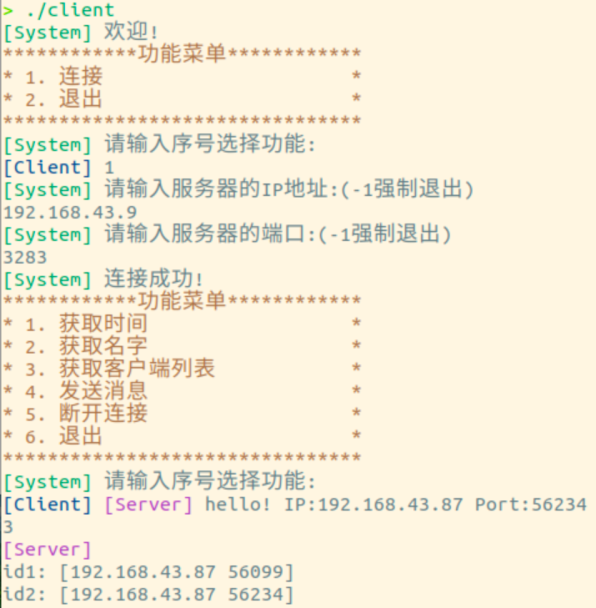 > ./client
[System] 欢迎!
************功能菜单************
* 1. 连接 *
* 2. 退出 *
********************************
[System] 请输入序号选择功能:
[Client] 1
[System] 请输入服务器的IP地址:(-1强制退出)
192.168.43.9
[System] 请输入服务器的端口:(-1强制退出)
3283
[System] 连接成功!
************功能菜单************
* 1. 获取时间 *
* 2. 获取名字 *
* 3. 获取客户端列表 *
* 4. 发送消息 *
* 5. 断开连接 *
* 6. 退出 *
********************************
[System] 请输入序号选择功能:
[Client] [Server] hello! IP:192.168.43.87 Port:56234
3
[Server]
id1: [192.168.43.87 56099]
id2: [192.168.43.87 56234]